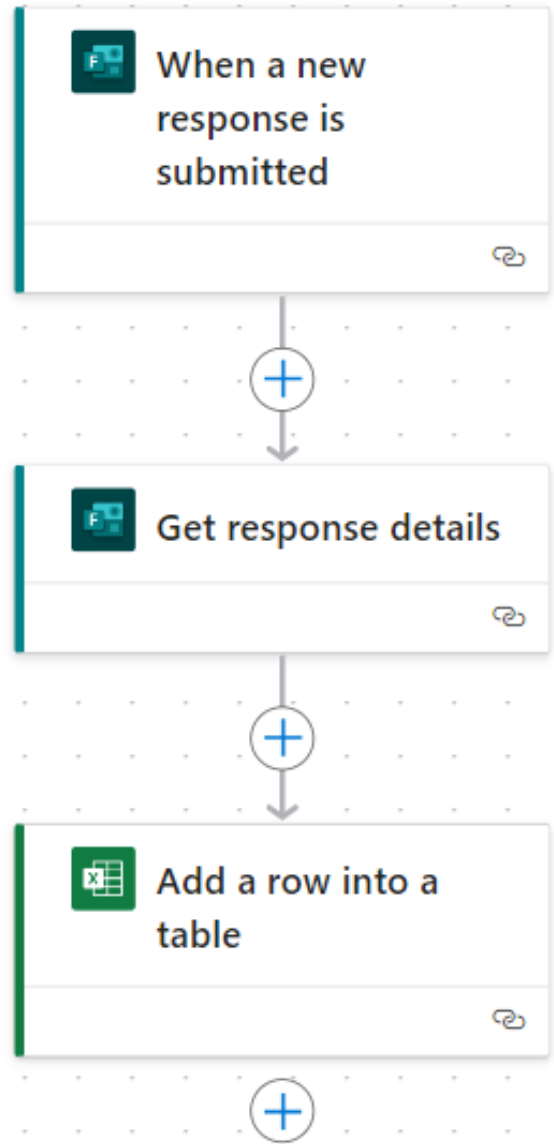 When a new
response is
submitted
Get response details
Add a row into a
table